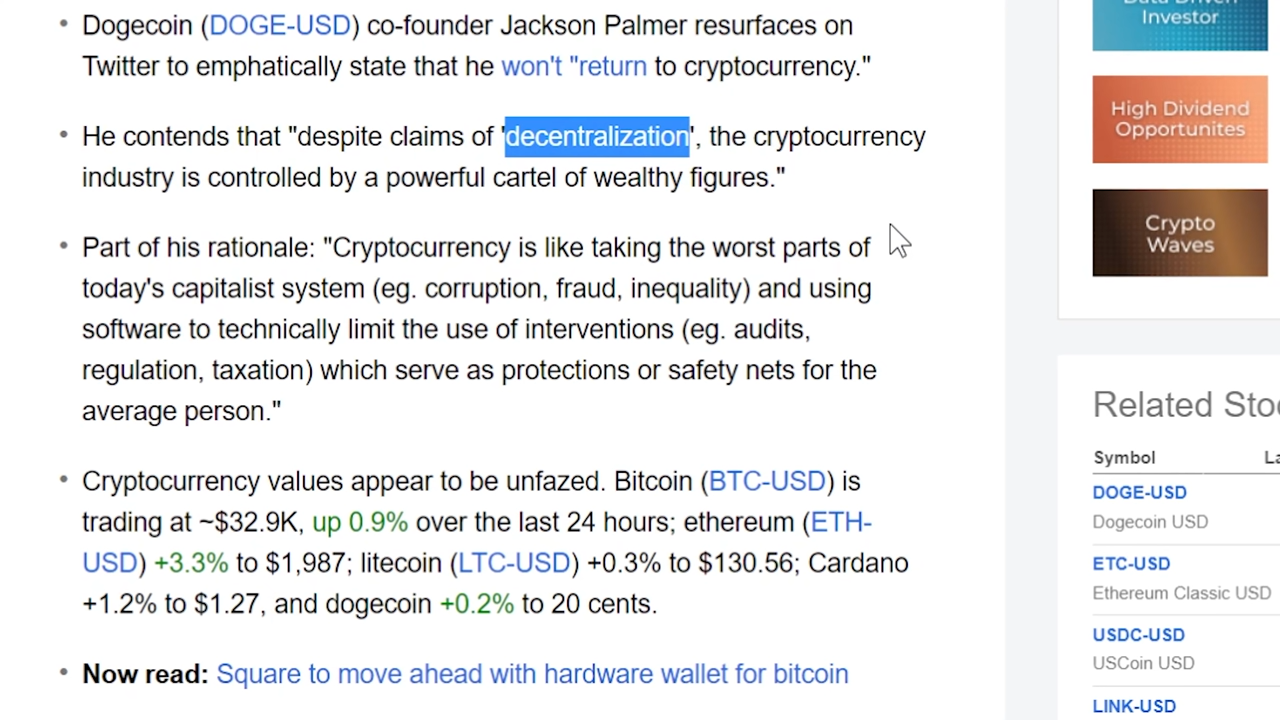 Dogecoin (DOGE-USD) co-founder Jackson Palmer resurfaces on
Twitter to emphatically state that he won't "return to cryptocurrency."
He contends that "despite claims of 'decentralization', the cryptocurrency
industry is controlled by a powerful cartel of wealthy figures."
Part of his rationale: "Cryptocurrency is like taking the worst parts of
today's capitalist system (eg. corruption, fraud, inequality) and using
software to technically limit the use of interventions (eg. audits,
regulation, taxation) which serve as protections or safety nets for the
average person."
Cryptocurrency values appear to be unfazed. Bitcoin (BTC-USD) is
trading at ~$32.9K, up 0.9% over the last 24 hours; ethereum (ETH-
USD) +3.3% to $1,987; litecoin (LTC-USD) +0.3% to $130.56; Cardano
+1.2% to $1.27, and dogecoin +0.2% to 20 cents.
Now read: Square to move ahead with hardware wallet for bitcoin
Investor
High Dividend
Opportunites
Crypto
Waves
Related
Symbol
DOGE-USD
Dogecoin USD
ETC-USD
Ethereum Classic USD
USDC-USD
USCoin USD
LINK-USD